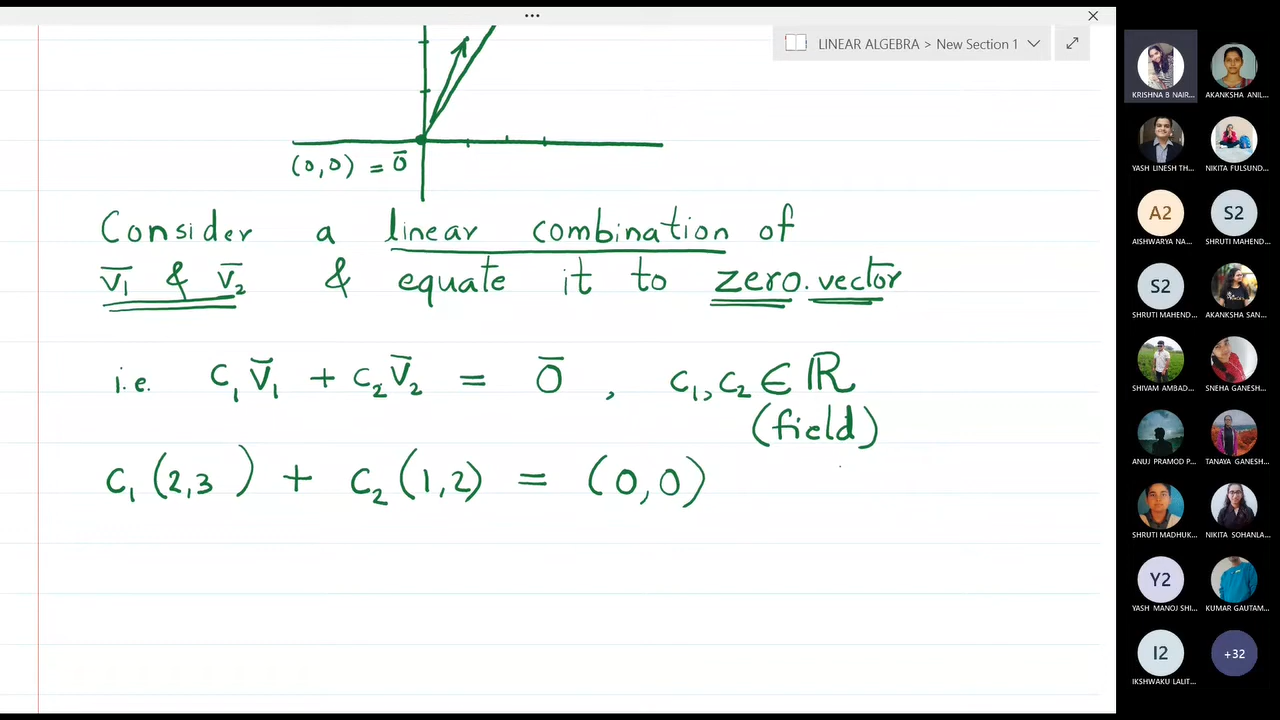 ...
LINEAR ALGEBRA > New Section 1
(0,0) = 0̅
Consider a linear combination of
v̅₁ & v̅₂ & equate it to zero vector
i.e. c₁v̅₁ + c₂v̅₂ = 0̅ , c₁, c₂ ∈ ℝ
(field)
c₁(2,3) + c₂(1,2) = (0,0)
KRISHNA B NAIR...
AKANKSHA ANIL...
YASH LINESH TH...
NIKITA FULSUND...
A2
AISHWARYA NA...
S2
SHRUTI MAHEND...
S2
SHRUTI MAHEND...
AKANKSHA SAN...
SHIVAM AMBAD...
SNEHA GANESH...
ANUJ PRAMOD P...
TANAYA GANESH...
SHRUTI MADHUK...
NIKITA SOHANLA...
Y2
YASH MANOJ SHI...
KUMAR GAUTAM...
I2
IKSHWAKU LALIT...
+32